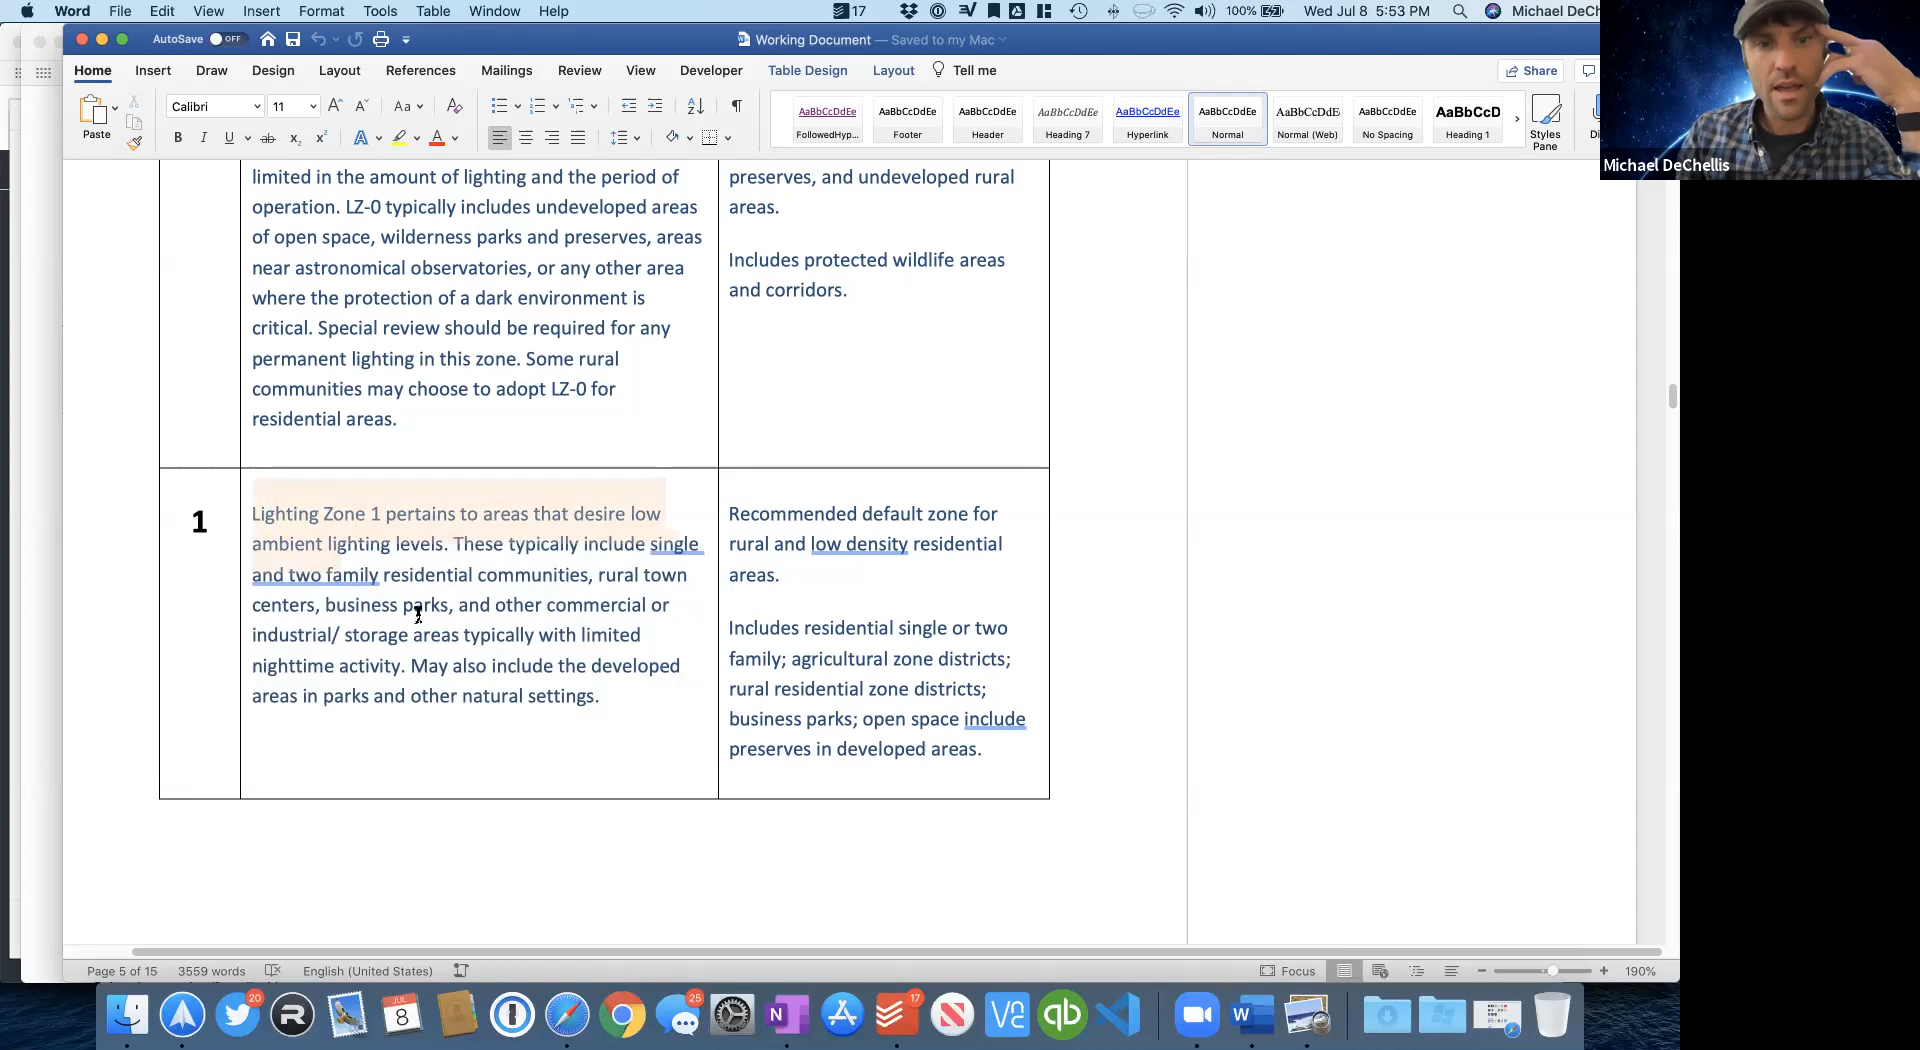 Word File Edit View Insert Format Tools Table Window Help 17 100% Wed Jul 8 5:53 PM Michael DeCh
AutoSave OFF Working Document — Saved to my Mac
Home Insert Draw Design Layout References Mailings Review View Developer Table Design Layout Tell me Share
Paste Calibri 11 Aa
AaBbCcDdEe AaBbCcDdEe AaBbCcDdEe AaBbCcDdEe AaBbCcDdEe AaBbCcDdEe AaBbCcDdE AaBbCcDdEe AaBbCcD
FollowedHyp... Footer Header Heading 7 Hyperlink Normal Normal (Web) No Spacing Heading 1 Styles Pane
Michael DeChellis
limited in the amount of lighting and the period of
operation. LZ-0 typically includes undeveloped areas
of open space, wilderness parks and preserves, areas
near astronomical observatories, or any other area
where the protection of a dark environment is
critical. Special review should be required for any
permanent lighting in this zone. Some rural
communities may choose to adopt LZ-0 for
residential areas.
preserves, and undeveloped rural
areas.
Includes protected wildlife areas
and corridors.
1
Lighting Zone 1 pertains to areas that desire low
ambient lighting levels. These typically include single
and two family residential communities, rural town
centers, business parks, and other commercial or
industrial/ storage areas typically with limited
nighttime activity. May also include the developed
areas in parks and other natural settings.
Recommended default zone for
rural and low density residential
areas.
Includes residential single or two
family; agricultural zone districts;
rural residential zone districts;
business parks; open space include
preserves in developed areas.
Page 5 of 15 3559 words English (United States) Focus 190%
20 JUL 8 25 17